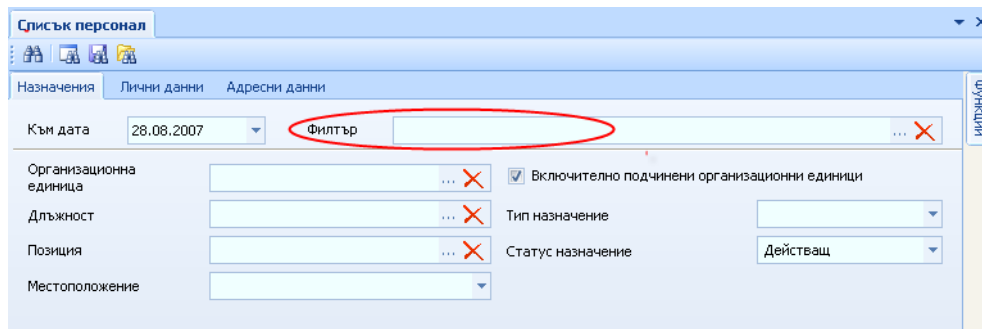 Списък персонал
Назначения Лични данни Адресни данни
Функции
Към дата 28.08.2007 Филтър ...
Организационна единица ... Включително подчинени организационни единици
Длъжност ... Тип назначение
Позиция ... Статус назначение Действащ
Местоположение